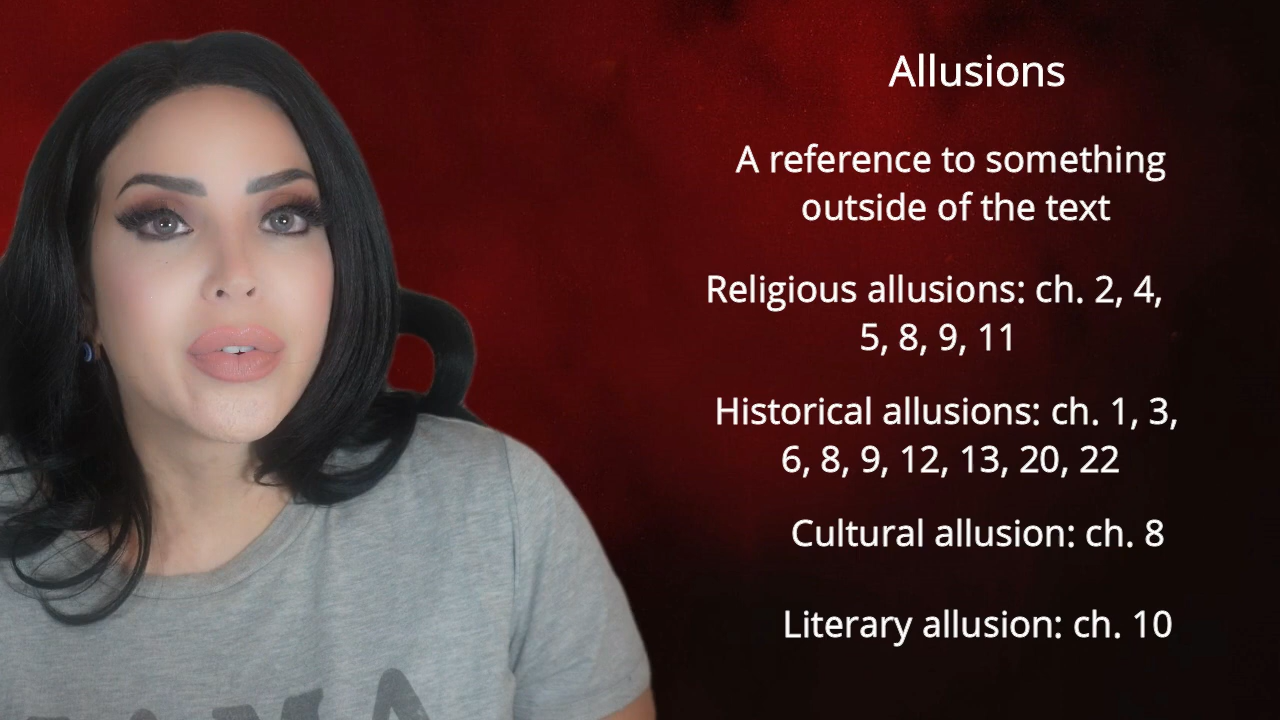 Allusions
A reference to something
outside of the text
Religious allusions: ch. 2, 4,
5, 8, 9, 11
Historical allusions: ch. 1, 3,
6, 8, 9, 12, 13, 20, 22
Cultural allusion: ch. 8
Literary allusion: ch. 10